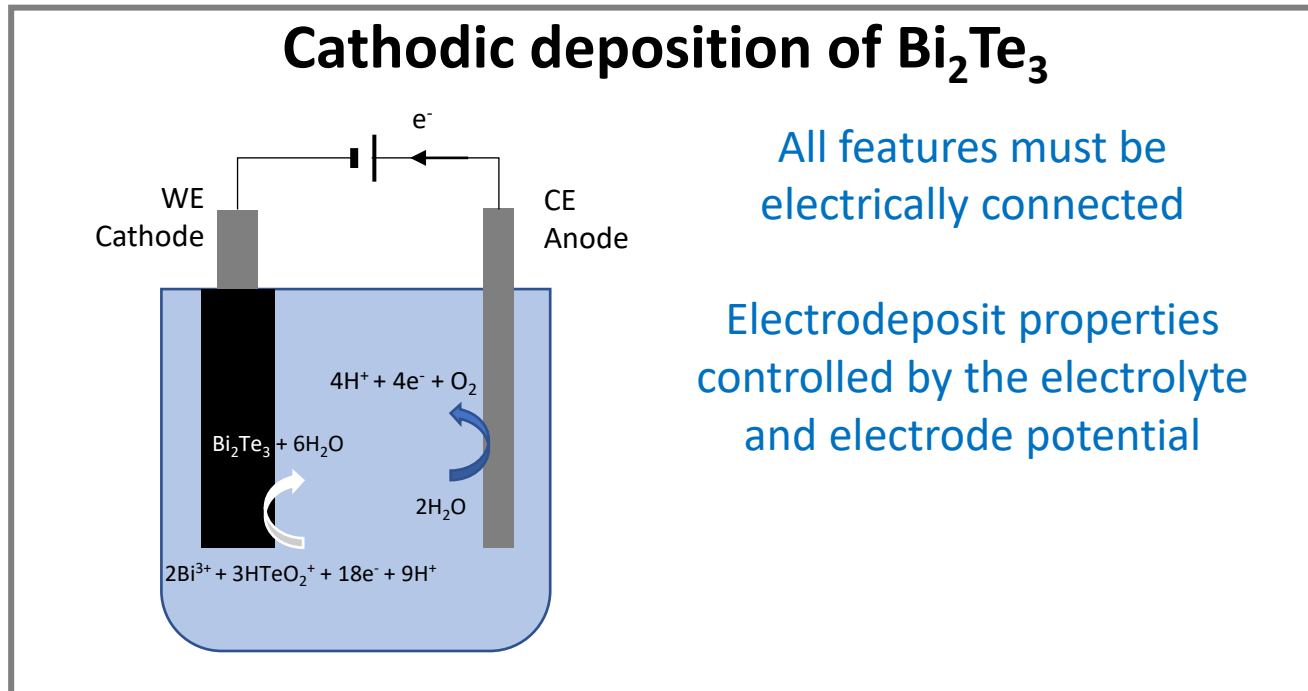 Cathodic deposition of Bi₂Te₃
e⁻
WE
Cathode
CE
Anode
4H⁺ + 4e⁻ + O₂
Bi₂Te₃ + 6H₂O
2H₂O
2Bi³⁺ + 3HTeO₂⁺ + 18e⁻ + 9H⁺
All features must be
electrically connected
Electrodeposit properties
controlled by the electrolyte
and electrode potential